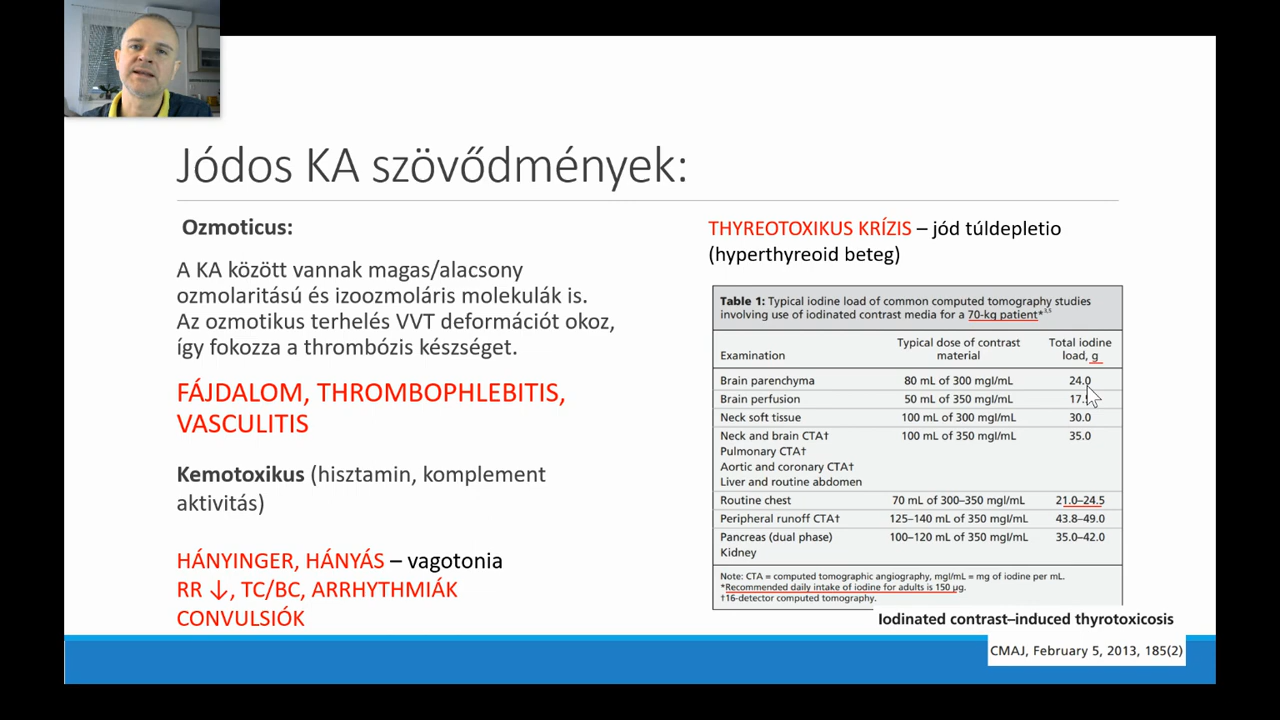 Jódos KA szövődmények:
Ozmoticus:
A KA között vannak magas/alacsony
ozmolaritású és izoozmoláris molekulák is.
Az ozmotikus terhelés VVT deformációt okoz,
így fokozza a thrombózis készséget.
FÁJDALOM, THROMBOPHLEBITIS,
VASCULITIS
Kemotoxikus (hisztamin, komplement
aktivitás)
HÁNYINGER, HÁNYÁS – vagotonia
RR ↓, TC/BC, ARRHYTHMIÁK
CONVULSIÓK
THYREOTOXIKUS KRÍZIS – jód túldepletio
(hyperthyreoid beteg)
Table 1: Typical iodine load of common computed tomography studies
involving use of iodinated contrast media for a 70-kg patient*3,5
Examination Typical dose of contrast material Total iodine load, g
Brain parenchyma 80 mL of 300 mgI/mL 24.0
Brain perfusion 50 mL of 350 mgI/mL
Neck soft tissue 100 mL of 300 mgI/mL 30.0
Neck and brain CTA† 100 mL of 350 mgI/mL 35.0
Pulmonary CTA†
Aortic and coronary CTA†
Liver and routine abdomen
Routine chest 70 mL of 300–350 mgI/mL 21.0–24.5
Peripheral runoff CTA† 125–140 mL of 350 mgI/mL 43.8–49.0
Pancreas (dual phase) 100–120 mL of 350 mgI/mL 35.0–42.0
Kidney
Note: CTA = computed tomographic angiography, mgI/mL = mg of iodine per mL.
*Recommended daily intake of iodine for adults is 150 µg.
†16-detector computed tomography.
Iodinated contrast–induced thyrotoxicosis
CMAJ, February 5, 2013, 185(2)